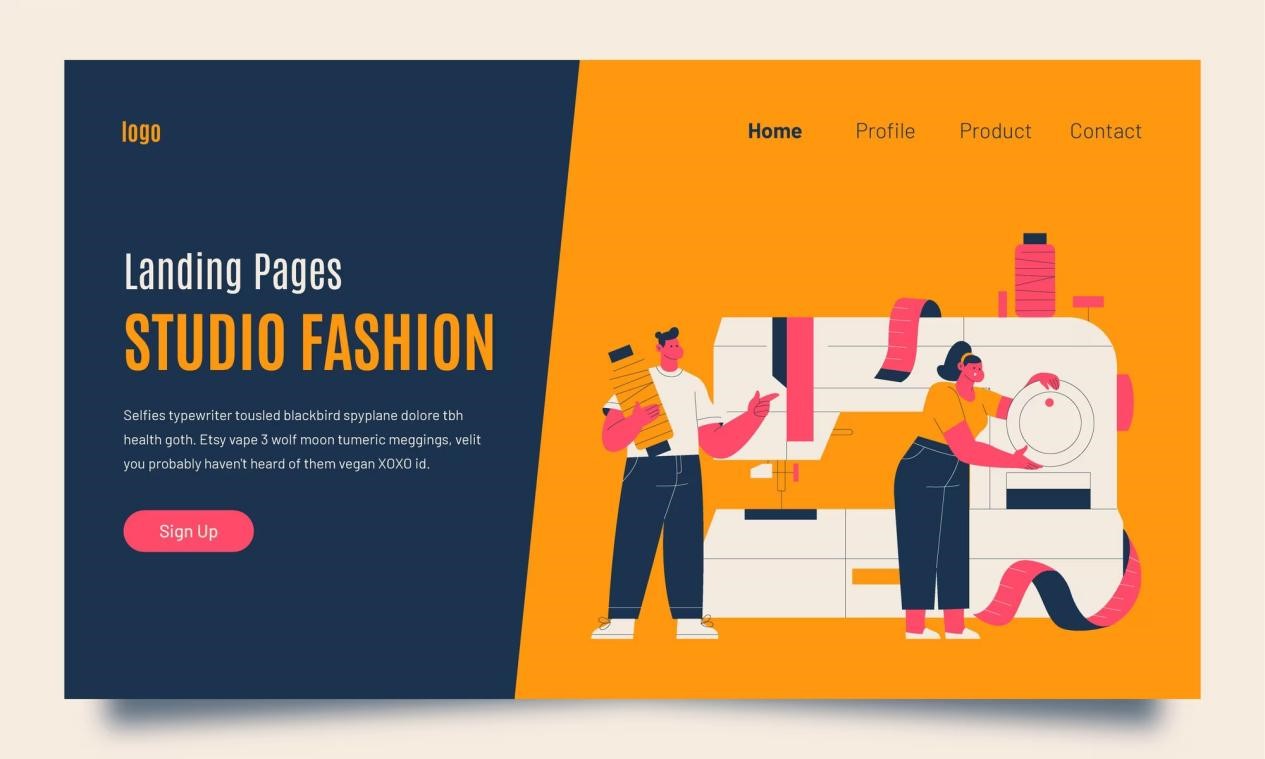 logo
Home Profile Product Contact
Landing Pages
STUDIO FASHION
Selfies typewriter tousled blackbird spyplane dolore tbh
health goth. Etsy vape 3 wolf moon tumeric meggings, velit
you probably haven't heard of them vegan XOXO id.
Sign Up